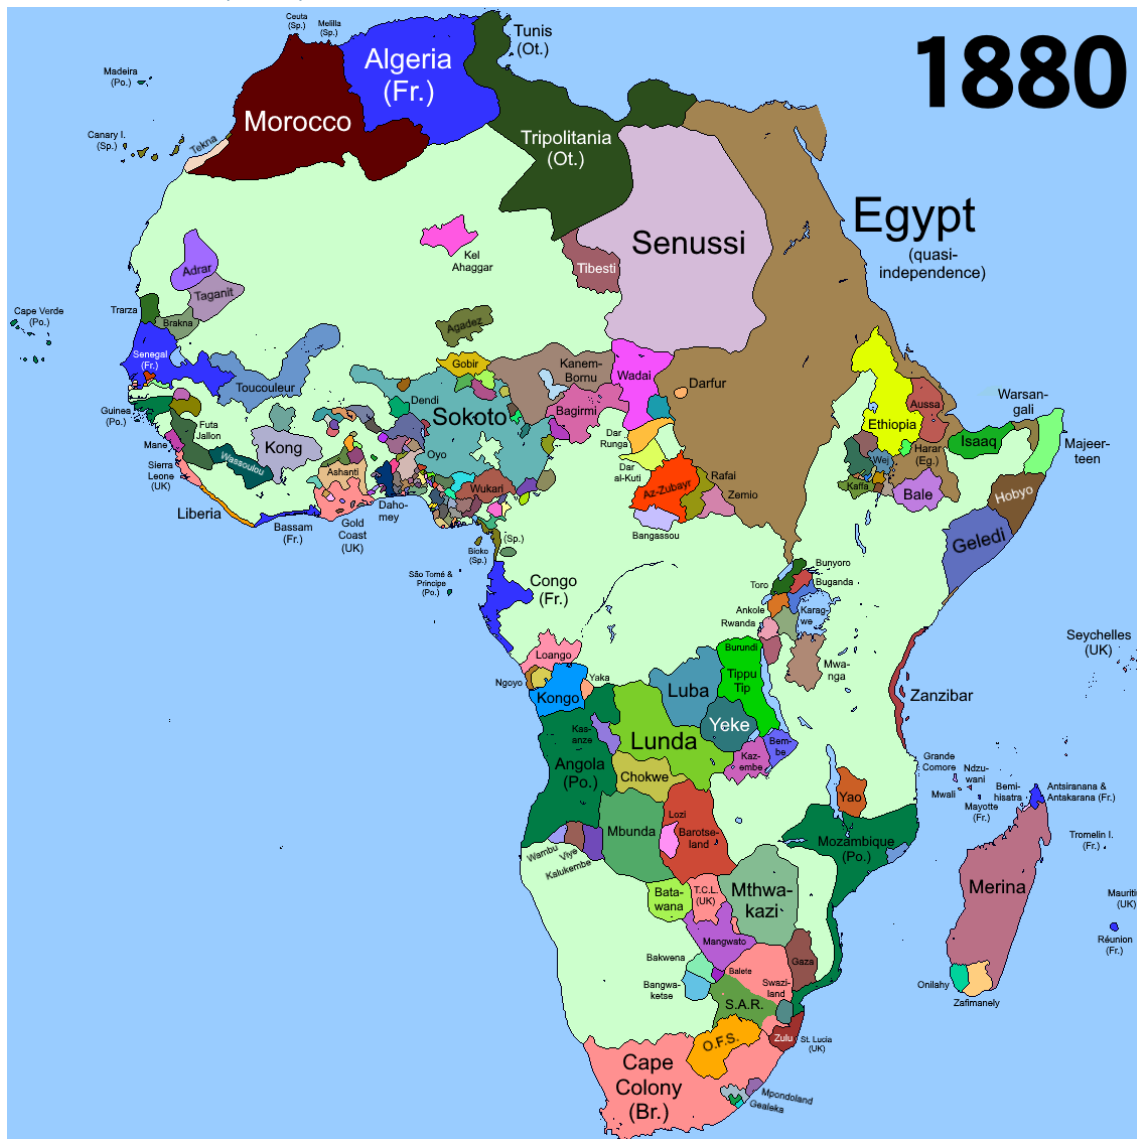 1880
Ceuta
(Sp.)
Melilla
(Sp.)
Tunis
(Ot.)
Algeria
(Fr.)
Madeira
(Po.)
Morocco
Tripolitania
(Ot.)
Canary I.
(Sp.)
Tekna
Egypt
(quasi-
independence)
Senussi
Kel
Ahaggar
Tibesti
Adrar
Taganit
Trarza
Cape Verde
(Po.)
Brakna
Agadez
Senegal
(Fr.)
Gobir
Kanem-
Bornu
Wadai
Toucouleur
Darfur
Dendi
Sokoto
Bagirmi
Ethiopia
Aussa
Warsan-
gali
Guinea
(Po.)
Futa
Jallon
Mane
Kong
Oyo
Dar
Runga
Isaaq
Majeer-
teen
Harar
(Eg.)
Wej
Sierra
Leone
(UK)
Wassoulou
Ashanti
Dar
al-Kuti
Rafai
Wukari
Az-Zubayr
Zemio
Kaffa
Bale
Hobyo
Liberia
Bassam
(Fr.)
Gold
Coast
(UK)
Daho-
mey
Bangassou
Geledi
(Sp.)
Bioko
(Sp.)
São Tomé &
Príncipe
(Po.)
Congo
(Fr.)
Bunyoro
Toro
Buganda
Ankole
Karag-
we
Rwanda
Seychelles
(UK)
Loango
Burundi
Mwa-
nga
Ngoyo
Yaka
Kongo
Luba
Tippu
Tip
Zanzibar
Yeke
Kas-
anze
Lunda
Bem-
be
Kaz-
embe
Angola
(Po.)
Chokwe
Grande
Comore
Ndzu-
wani
Mwali
Mayotte
(Fr.)
Bemi-
hisatra
Antsiranana &
Antakarana (Fr.)
Yao
Lozi
Mbunda
Barotse-
land
Mozambique
(Po.)
Tromelin I.
(Fr.)
Wambu
Viye
Kalukembe
Merina
Bata-
wana
T.C.L.
(UK)
Mthwa-
kazi
Mauriti
(UK)
Mangwato
Réunion
(Fr.)
Bakwena
Balete
Gaza
Bangwa-
ketse
Swazi-
land
Onilahy
Zafimanely
S.A.R.
O.F.S.
Zulu
St. Lucia
(UK)
Cape
Colony
(Br.)
Mpondoland
Gealeka